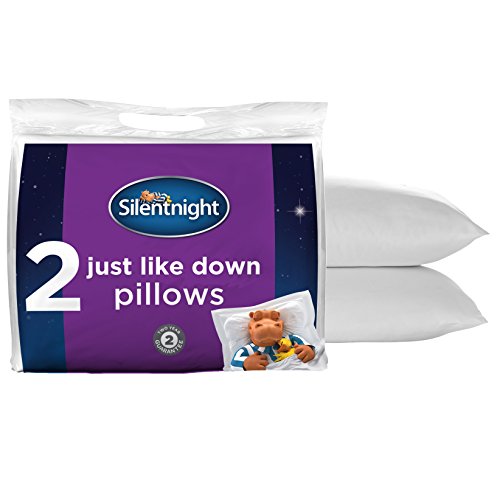 Silentnight
2 just like down
pillows
TWO YEAR
2
GUARANTEE